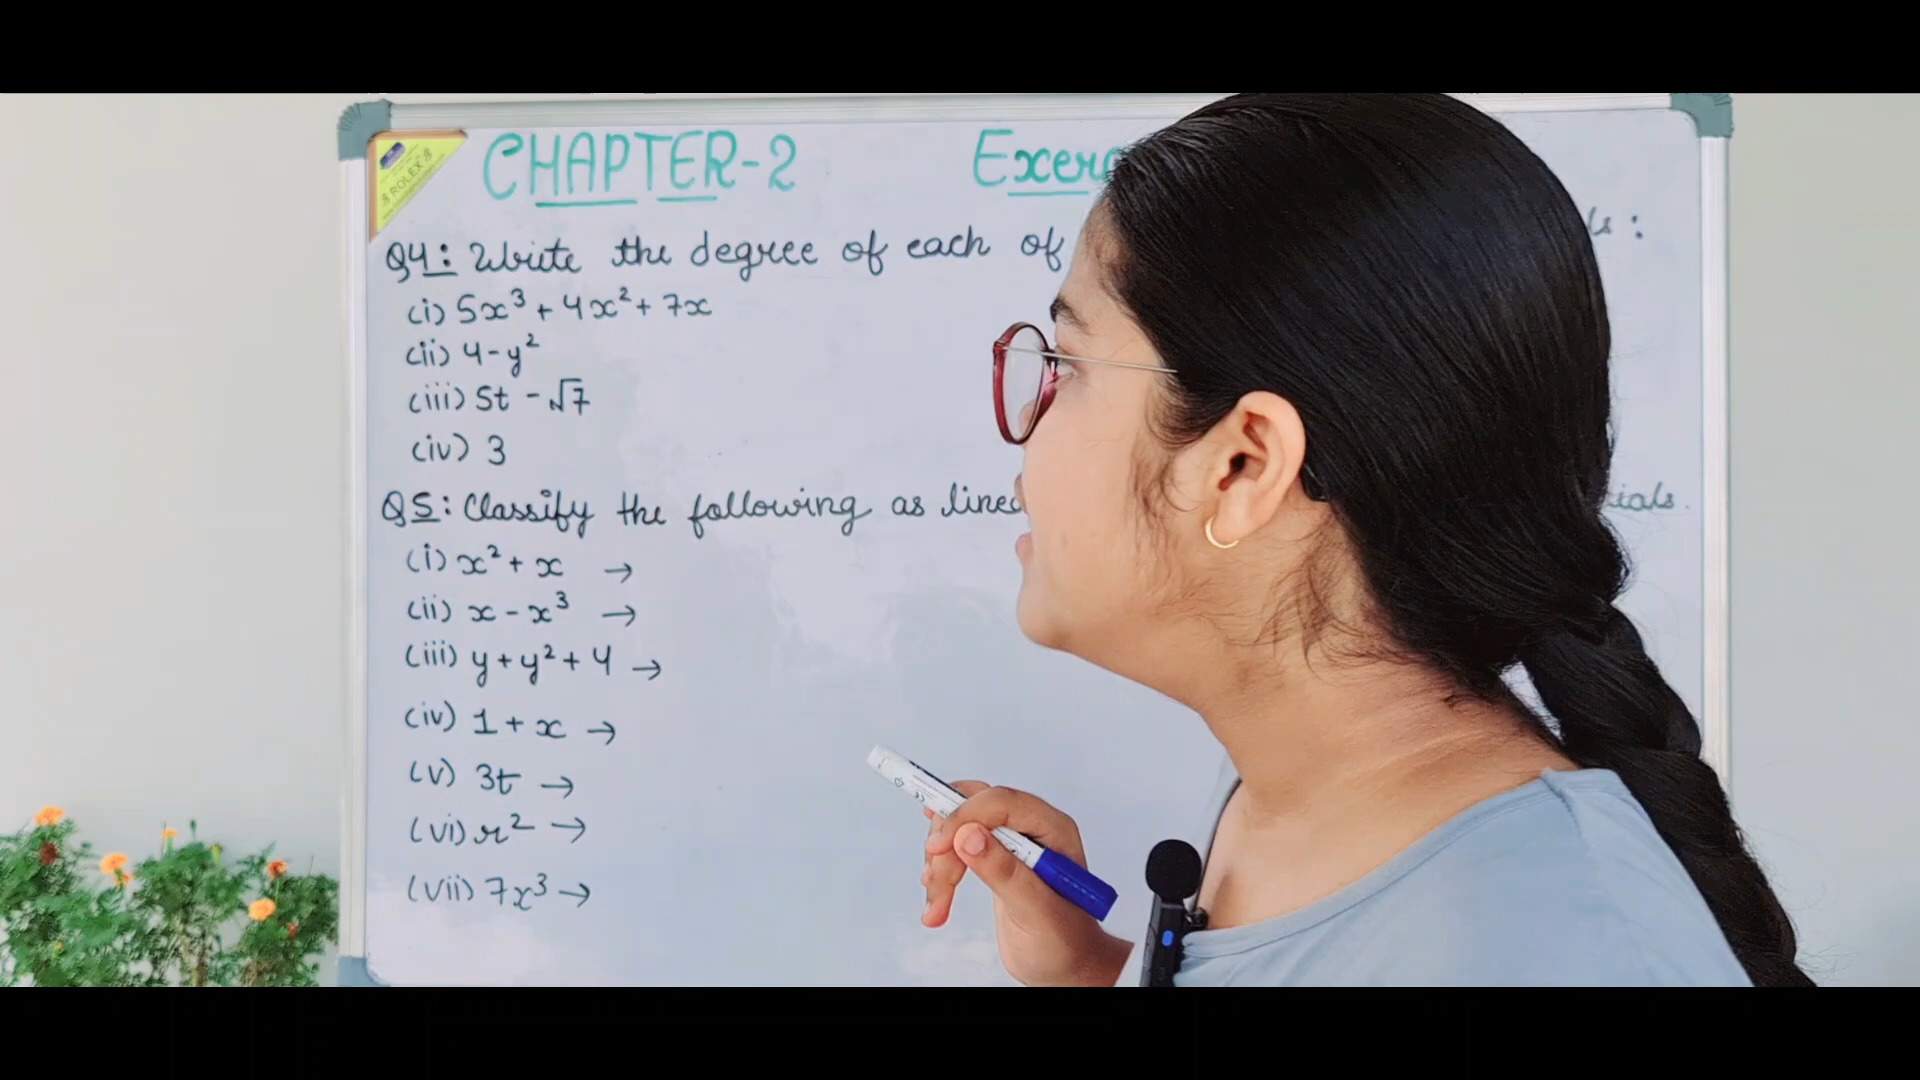 CHAPTER-2 Exerc
Q4: Write the degree of each of ls:
(i) 5x³ + 4x² + 7x
(ii) 4 - y²
(iii) 5t - √7
(iv) 3
Q5: Classify the following as linea ials.
(i) x² + x →
(ii) x - x³ →
(iii) y + y² + 4 →
(iv) 1 + x →
(v) 3t →
(vi) r² →
(vii) 7x³ →
ROLEX